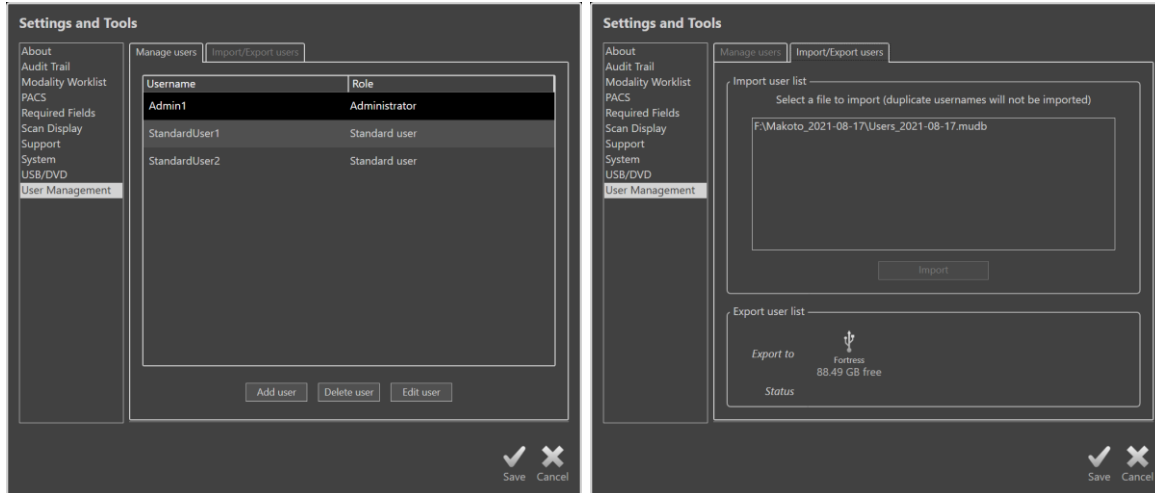 Settings and Tools
About
Audit Trail
Modality Worklist
PACS
Required Fields
Scan Display
Support
System
USB/DVD
User Management
Manage users
Import/Export users
Username Role
Admin1 Administrator
StandardUser1 Standard user
StandardUser2 Standard user
Add user Delete user Edit user
Save Cancel
Settings and Tools
About
Audit Trail
Modality Worklist
PACS
Required Fields
Scan Display
Support
System
USB/DVD
User Management
Manage users
Import/Export users
Import user list
Select a file to import (duplicate usernames will not be imported)
F:\Makoto_2021-08-17\Users_2021-08-17.mudb
Import
Export user list
Export to
Fortress
88.49 GB free
Status
Save Cancel